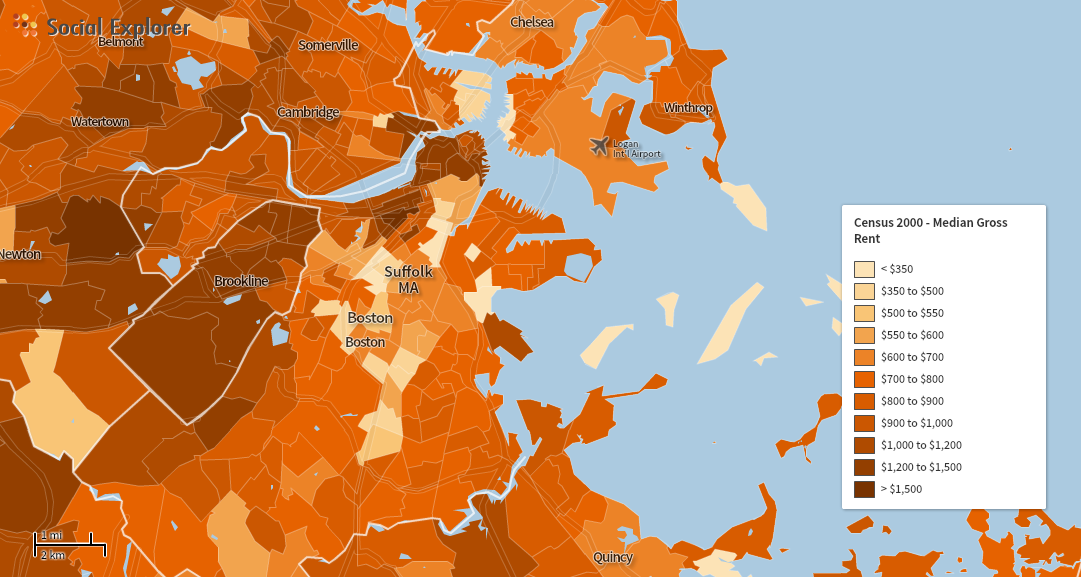 Social Explorer
Chelsea
Belmont
Somerville
Cambridge
Winthrop
Watertown
Logan
Int'l Airport
Newton
Brookline
Suffolk
MA
Boston
Boston
Quincy
1 mi
2 km
Census 2000 - Median Gross
Rent
< $350
$350 to $500
$500 to $550
$550 to $600
$600 to $700
$700 to $800
$800 to $900
$900 to $1,000
$1,000 to $1,200
$1,200 to $1,500
> $1,500